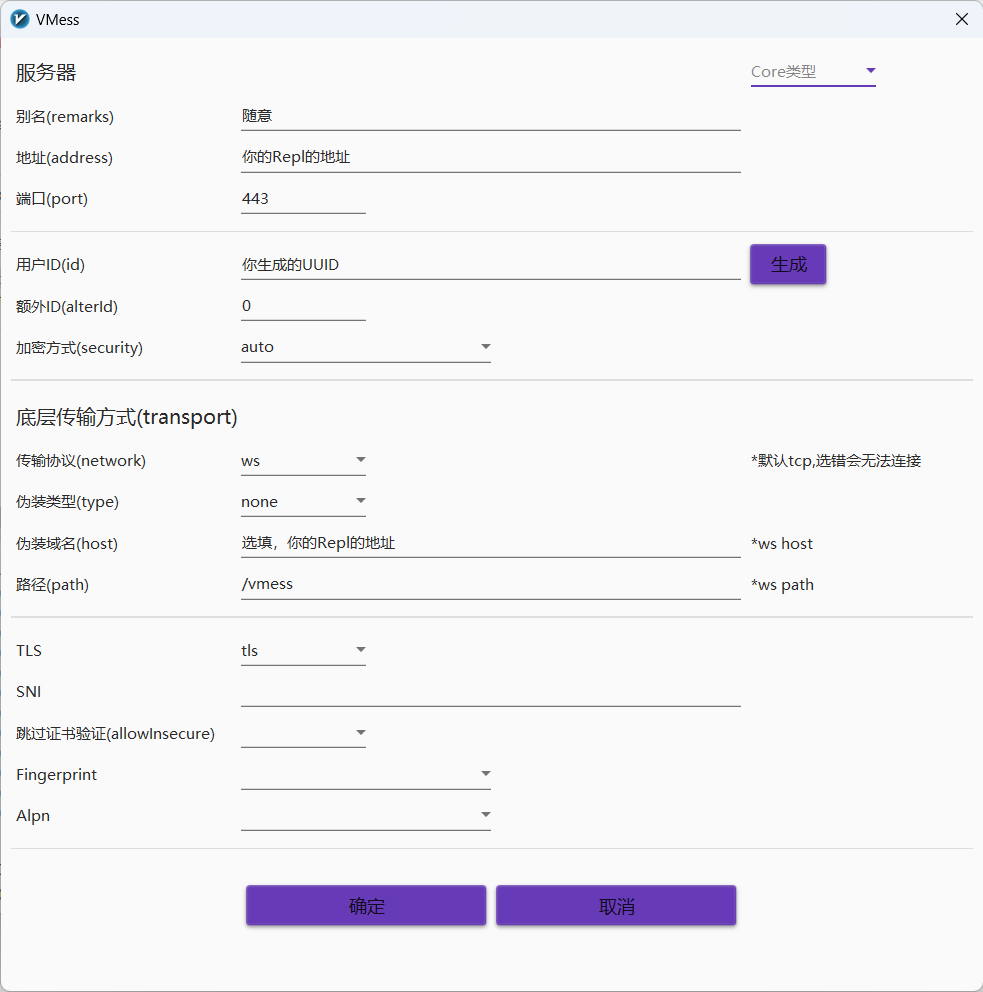 VMess
服务器 Core类型
别名(remarks) 随意
地址(address) 你的Repl的地址
端口(port) 443
用户ID(id) 你生成的UUID 生成
额外ID(alterId) 0
加密方式(security) auto
底层传输方式(transport)
传输协议(network) ws *默认tcp,选错会无法连接
伪装类型(type) none
伪装域名(host) 选填，你的Repl的地址 *ws host
路径(path) /vmess *ws path
TLS tls
SNI
跳过证书验证(allowInsecure)
Fingerprint
Alpn
确定 取消